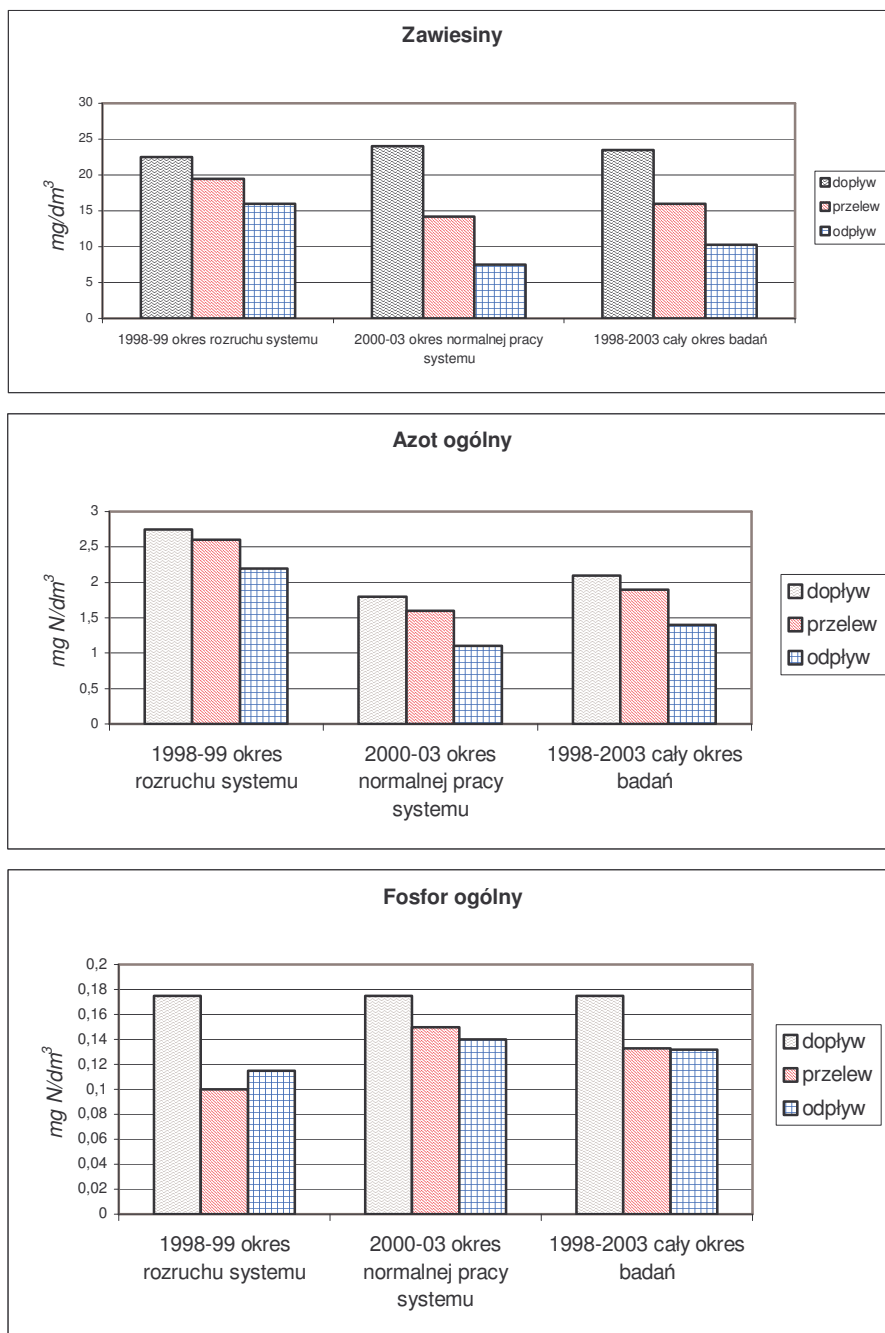 Zawiesiny
30
25
20
15
10
5
0
mg/dm³
1998-99 okres rozruchu systemu
2000-03 okres normalnej pracy
systemu
1998-2003 cały okres badań
dopływ
przelew
odpływ
Azot ogólny
3
2,5
2
1,5
1
0,5
0
mg N/dm³
1998-99 okres
rozruchu systemu
2000-03 okres
normalnej pracy
systemu
1998-2003 cały okres
badań
dopływ
przelew
odpływ
Fosfor ogólny
0,2
0,18
0,16
0,14
0,12
0,1
0,08
0,06
0,04
0,02
0
mg N/dm³
1998-99 okres
rozruchu systemu
2000-03 okres
normalnej pracy
systemu
1998-2003 cały okres
badań
dopływ
przelew
odpływ